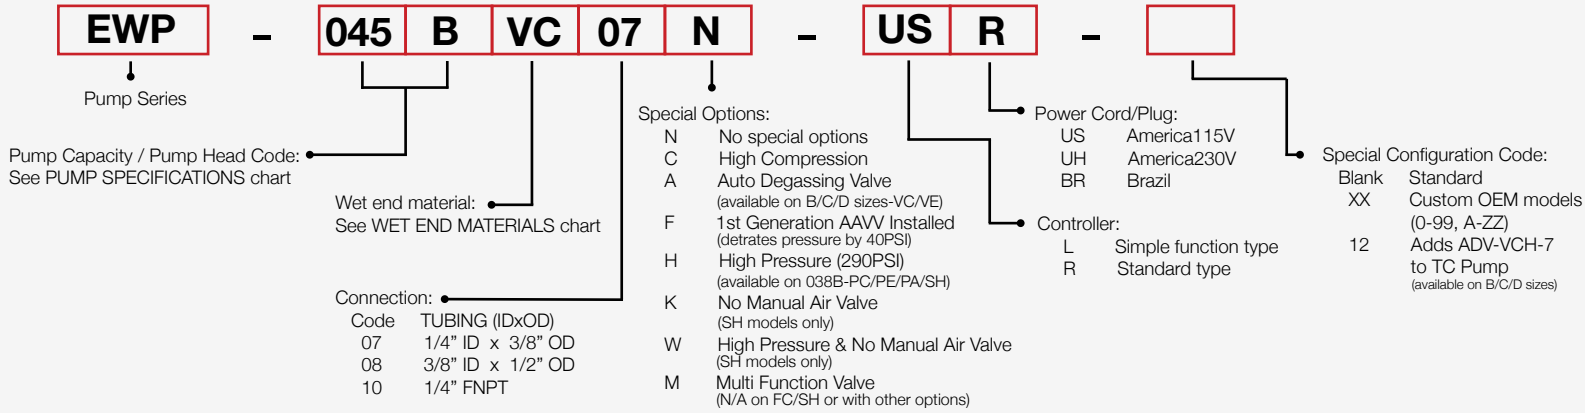 EWP - 045 B VC 07 N - US R -
Pump Series
Pump Capacity / Pump Head Code:
See PUMP SPECIFICATIONS chart
Wet end material:
See WET END MATERIALS chart
Connection:
Code TUBING (IDxOD)
07 1/4” ID x 3/8” OD
08 3/8” ID x 1/2” OD
10 1/4” FNPT
Special Options:
N No special options
C High Compression
A Auto Degassing Valve
(available on B/C/D sizes-VC/VE)
F 1st Generation AAVV Installed
(detrates pressure by 40PSI)
H High Pressure (290PSI)
(available on 038B-PC/PE/PA/SH)
K No Manual Air Valve
(SH models only)
W High Pressure & No Manual Air Valve
(SH models only)
M Multi Function Valve
(N/A on FC/SH or with other options)
Power Cord/Plug:
US America115V
UH America230V
BR Brazil
Controller:
L Simple function type
R Standard type
Special Configuration Code:
Blank Standard
XX Custom OEM models
(0-99, A-ZZ)
12 Adds ADV-VCH-7
to TC Pump
(available on B/C/D sizes)